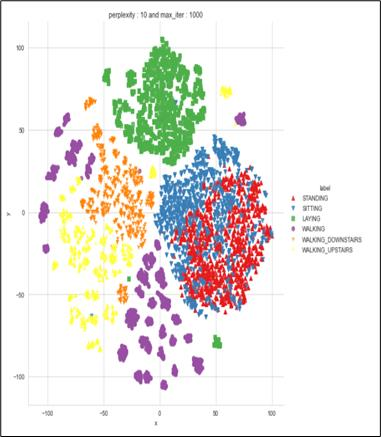 perplexity : 10 and max_iter : 1000
100
50
0
−50
−100
y
−100
−50
0
50
100
x
label
STANDING
SITTING
LAYING
WALKING
WALKING_DOWNSTAIRS
WALKING_UPSTAIRS